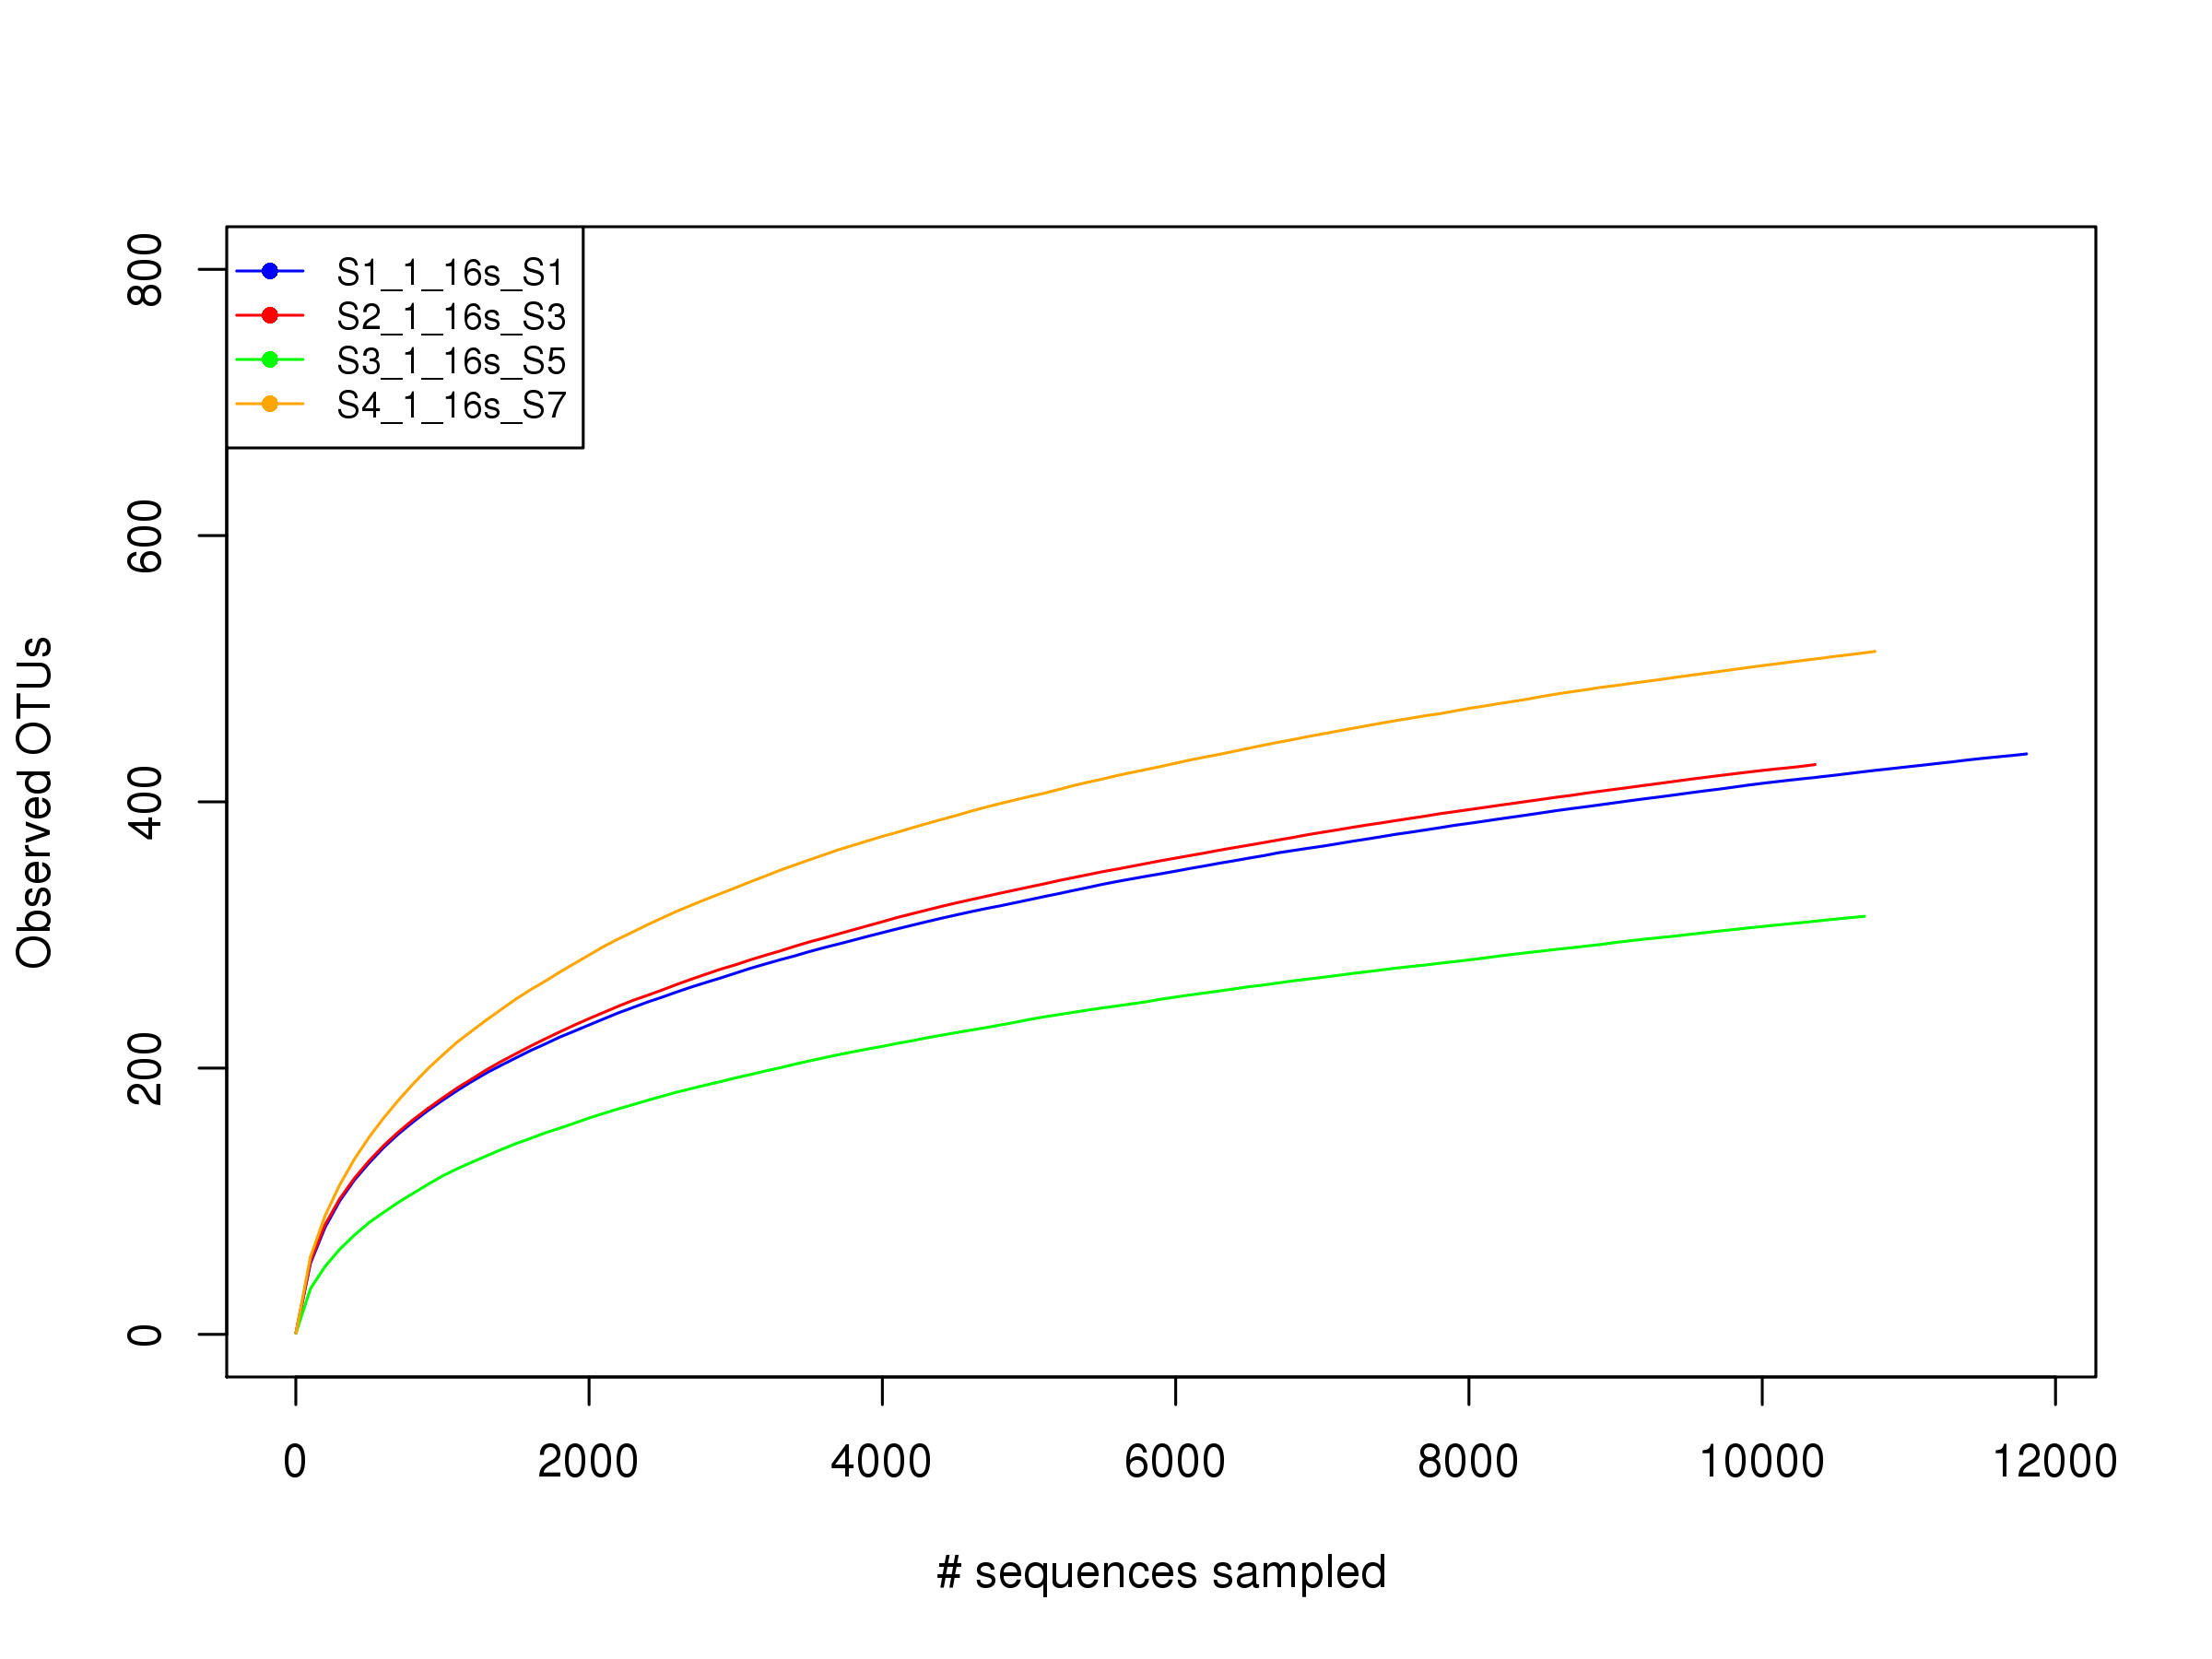 S1_1_16s_S1
S2_1_16s_S3
S3_1_16s_S5
S4_1_16s_S7
800
600
400
200
0
Observed OTUs
0 2000 4000 6000 8000 10000 12000
# sequences sampled